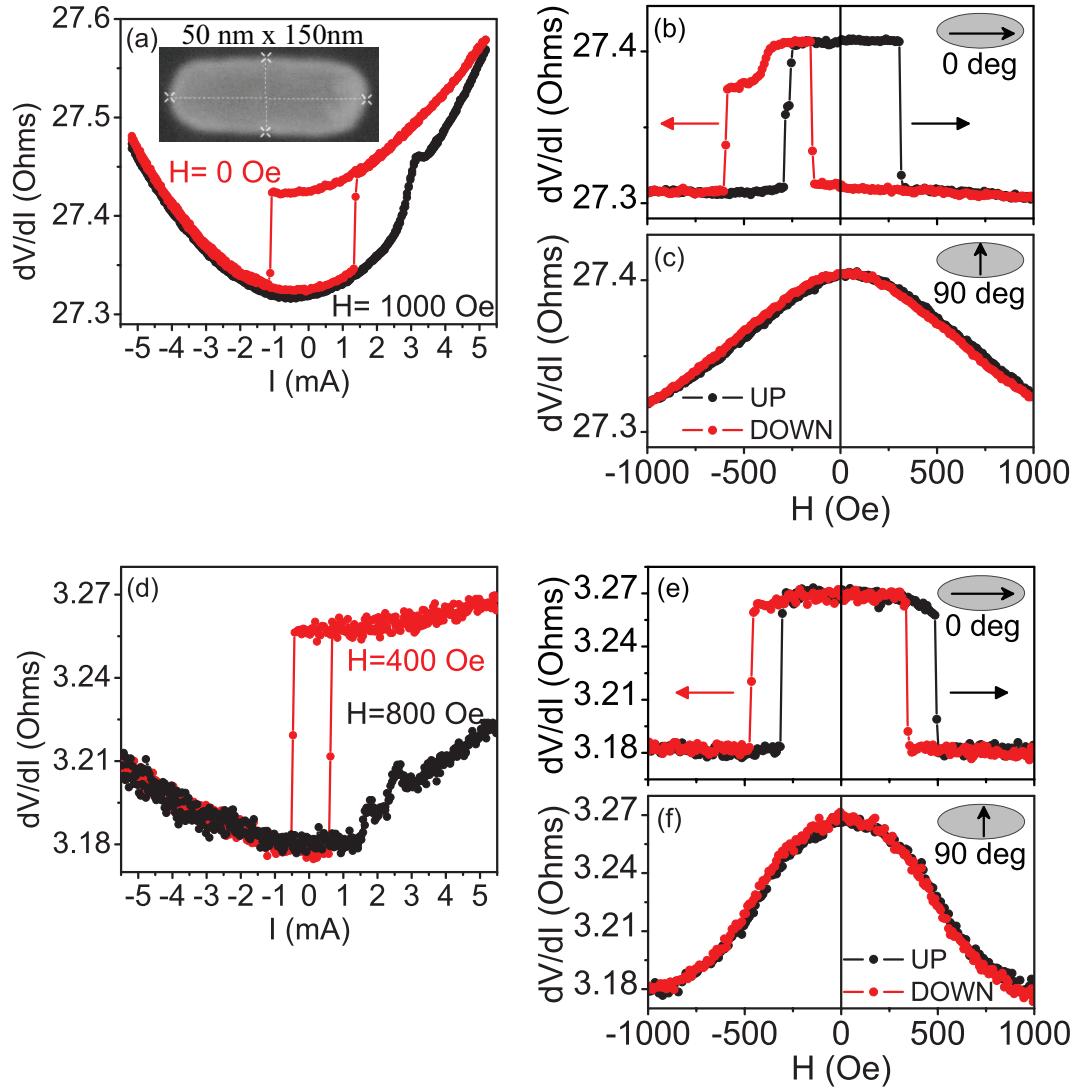 (a)
50 nm x 150nm
H= 0 Oe
H= 1000 Oe
27.6
27.5
27.4
27.3
dV/dI (Ohms)
-5 -4 -3 -2 -1 0 1 2 3 4 5
I (mA)
(b)
0 deg
27.4
27.3
dV/dI (Ohms)
(c)
90 deg
27.4
27.3
dV/dI (Ohms)
UP
DOWN
-1000 -500 0 500 1000
H (Oe)
(d)
3.27
3.24
3.21
3.18
dV/dI (Ohms)
H=400 Oe
H=800 Oe
-5 -4 -3 -2 -1 0 1 2 3 4 5
I (mA)
(e)
0 deg
3.27
3.24
3.21
3.18
dV/dI (Ohms)
(f)
90 deg
3.27
3.24
3.21
3.18
dV/dI (Ohms)
UP
DOWN
-1000 -500 0 500 1000
H (Oe)